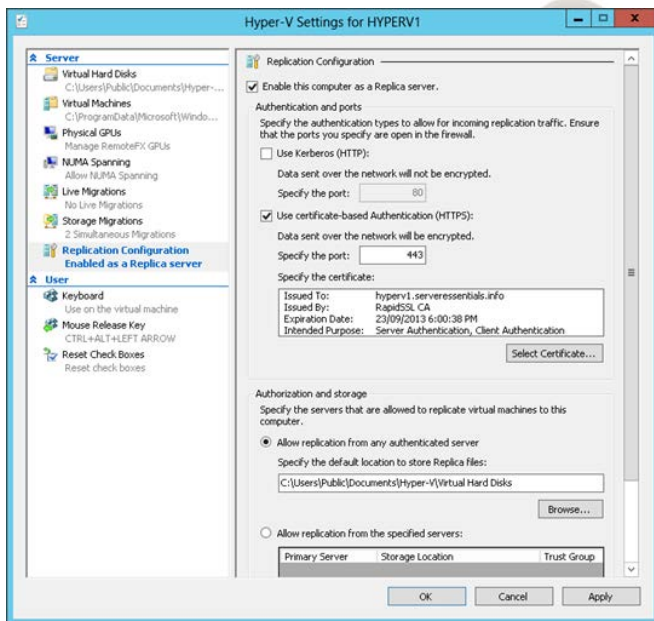 Hyper-V Settings for HYPERV1
Server
Virtual Hard Disks
C:\Users\Public\Documents\Hyper-...
Virtual Machines
C:\ProgramData\Microsoft\Windo...
Physical GPUs
Manage RemoteFX GPUs
NUMA Spanning
Allow NUMA Spanning
Live Migrations
No Live Migrations
Storage Migrations
2 Simultaneous Migrations
Replication Configuration
Enabled as a Replica server
User
Keyboard
Use on the virtual machine
Mouse Release Key
CTRL+ALT+LEFT ARROW
Reset Check Boxes
Reset check boxes
Replication Configuration
Enable this computer as a Replica server.
Authentication and ports
Specify the authentication types to allow for incoming replication traffic. Ensure
that the ports you specify are open in the firewall.
Use Kerberos (HTTP):
Data sent over the network will not be encrypted.
Specify the port: 80
Use certificate-based Authentication (HTTPS):
Data sent over the network will be encrypted.
Specify the port: 443
Specify the certificate:
Issued To: hyperv1.serveressentials.info
Issued By: RapidSSL CA
Expiration Date: 23/09/2013 6:00:38 PM
Intended Purpose: Server Authentication, Client Authentication
Select Certificate...
Authorization and storage
Specify the servers that are allowed to replicate virtual machines to this
computer.
Allow replication from any authenticated server
Specify the default location to store Replica files:
C:\Users\Public\Documents\Hyper-V\Virtual Hard Disks
Browse...
Allow replication from the specified servers:
Primary Server Storage Location Trust Group
OK Cancel Apply